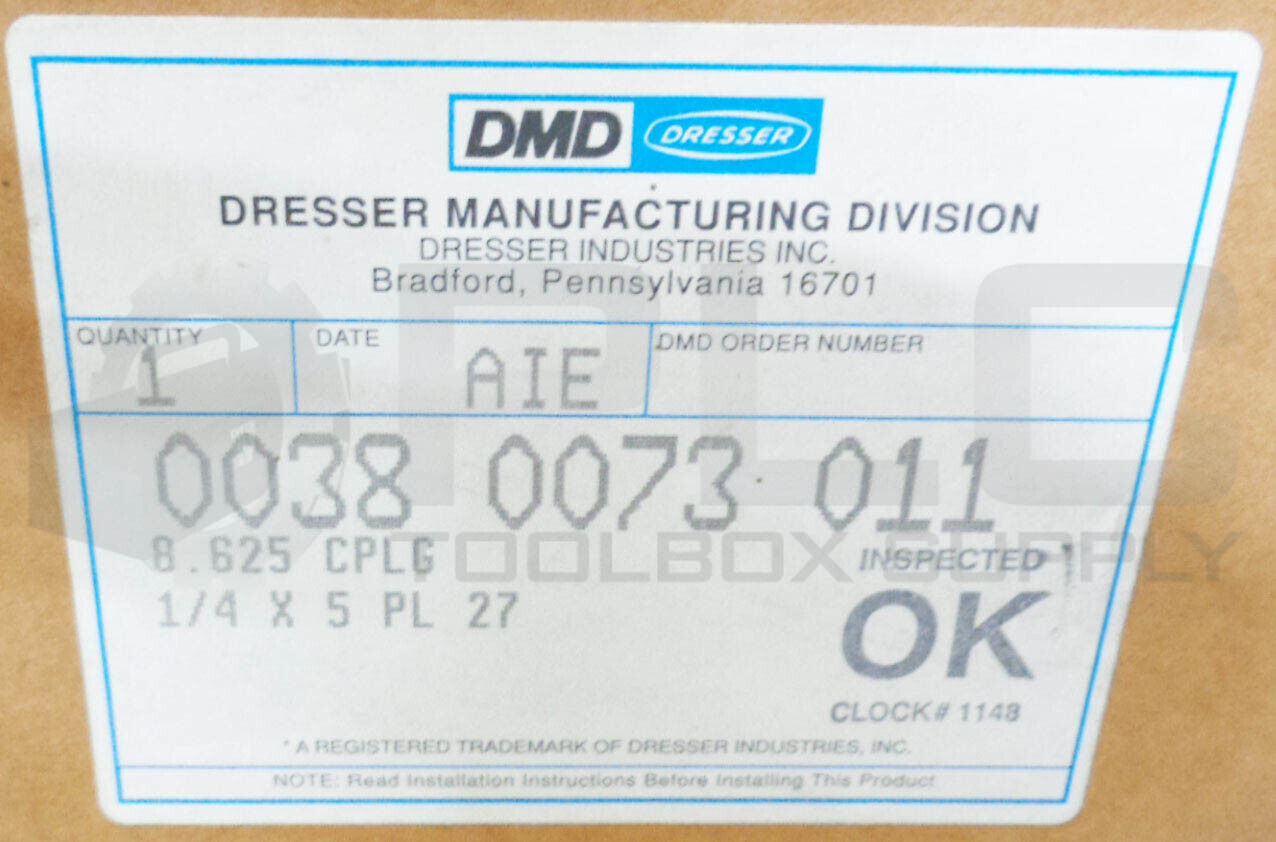 DMD DRESSER
DRESSER MANUFACTURING DIVISION
DRESSER INDUSTRIES INC.
Bradford, Pennsylvania 16701
QUANTITY DATE DMD ORDER NUMBER
1 AIE
0038 0073 011
8.625 CPLG INSPECTED
1/4 X 5 PL 27
OK
CLOCK# 1148
* A REGISTERED TRADEMARK OF DRESSER INDUSTRIES, INC.
NOTE: Read Installation Instructions Before Installing This Product
PLC
TOOLBOX SUPPLY